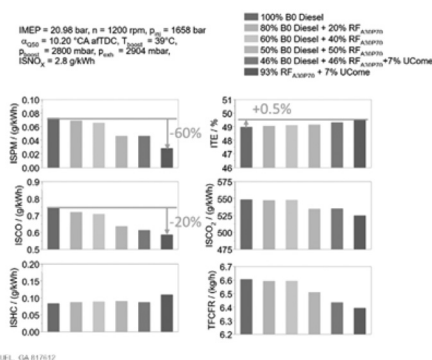 IMEP = 20.98 bar, n = 1200 rpm, p_inj = 1658 bar
α_Q50 = 10.20 °CA afTDC, T_boost = 39°C,
p_boost = 2800 mbar, p_exh = 2904 mbar,
ISNO_X = 2.8 g/kWh
100% B0 Diesel
80% B0 Diesel + 20% RF_A30P70
60% B0 Diesel + 40% RF_A30P70
50% B0 Diesel + 50% RF_A30P70
46% B0 Diesel + 46% RF_A30P70 +7% UCome
93% RF_A30P70 + 7% UCome
ISPM / (g/kWh)
0.10
0.08
0.06
0.04
0.02
0.00
-60%
ITE / %
51
50
49
48
47
46
+0.5%
ISCO / (g/kWh)
0.9
0.8
0.7
0.6
0.5
-20%
ISCO₂ / (g/kWh)
575
550
525
500
475
ISHC / (g/kWh)
0.20
0.15
0.10
0.05
0.00
TFCFR / (kg/h)
6.7
6.6
6.5
6.4
6.3
6.2
GA 817612